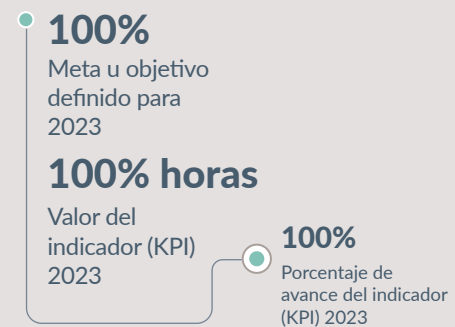 100%
Meta u objetivo
definido para
2023
100% horas
Valor del
indicador (KPI)
2023
100%
Porcentaje de
avance del indicador
(KPI) 2023